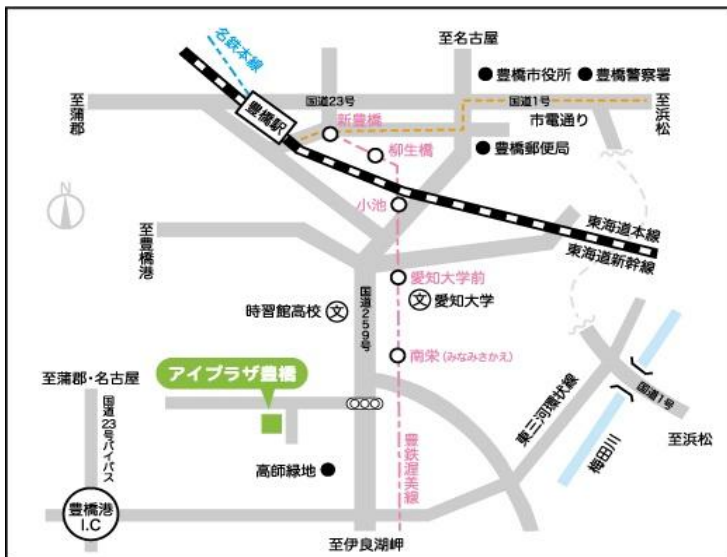 名鉄本線
至名古屋
豊橋市役所
豊橋警察署
国道23号
国道1号
至蒲郡
豊橋駅
新豊橋
市電通り
至浜松
柳生橋
豊橋郵便局
N
小池
至豊橋港
東海道本線
東海道新幹線
愛知大学前
時習館高校
文
国道259号
文
愛知大学
アイプラザ豊橋
南栄(みなみさかえ)
至蒲郡・名古屋
東三河環状線
国道1号
国道23号バイパス
梅田川
至浜松
高師緑地
豊鉄渥美線
豊橋港
I.C
至伊良湖岬